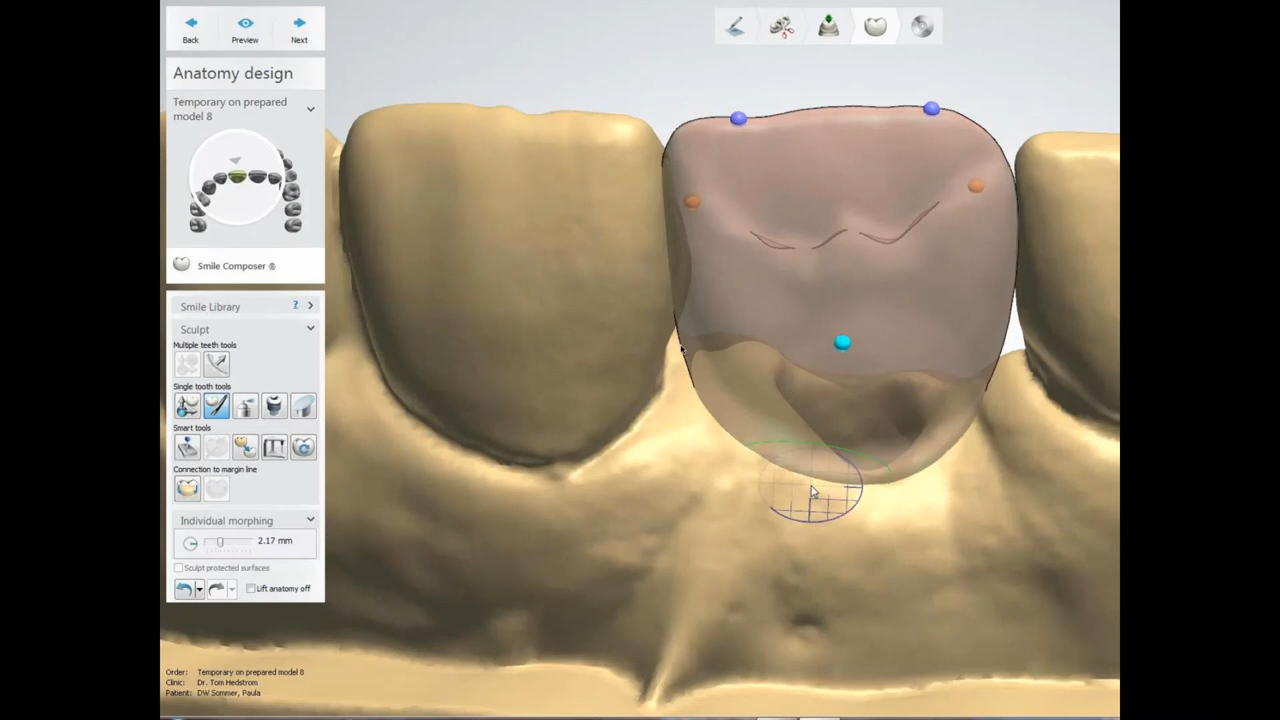 Back Preview Next
Anatomy design
Temporary on prepared
model 8
Smile Composer ®
Smile Library ?
Sculpt
Multiple teeth tools
Single tooth tools
Smart tools
Connection to margin line
Individual morphing
2.17 mm
Sculpt protected surfaces
Lift anatomy off
Order: Temporary on prepared model 8
Clinic: Dr. Tom Hedstrom
Patient: DW Sommer, Paula